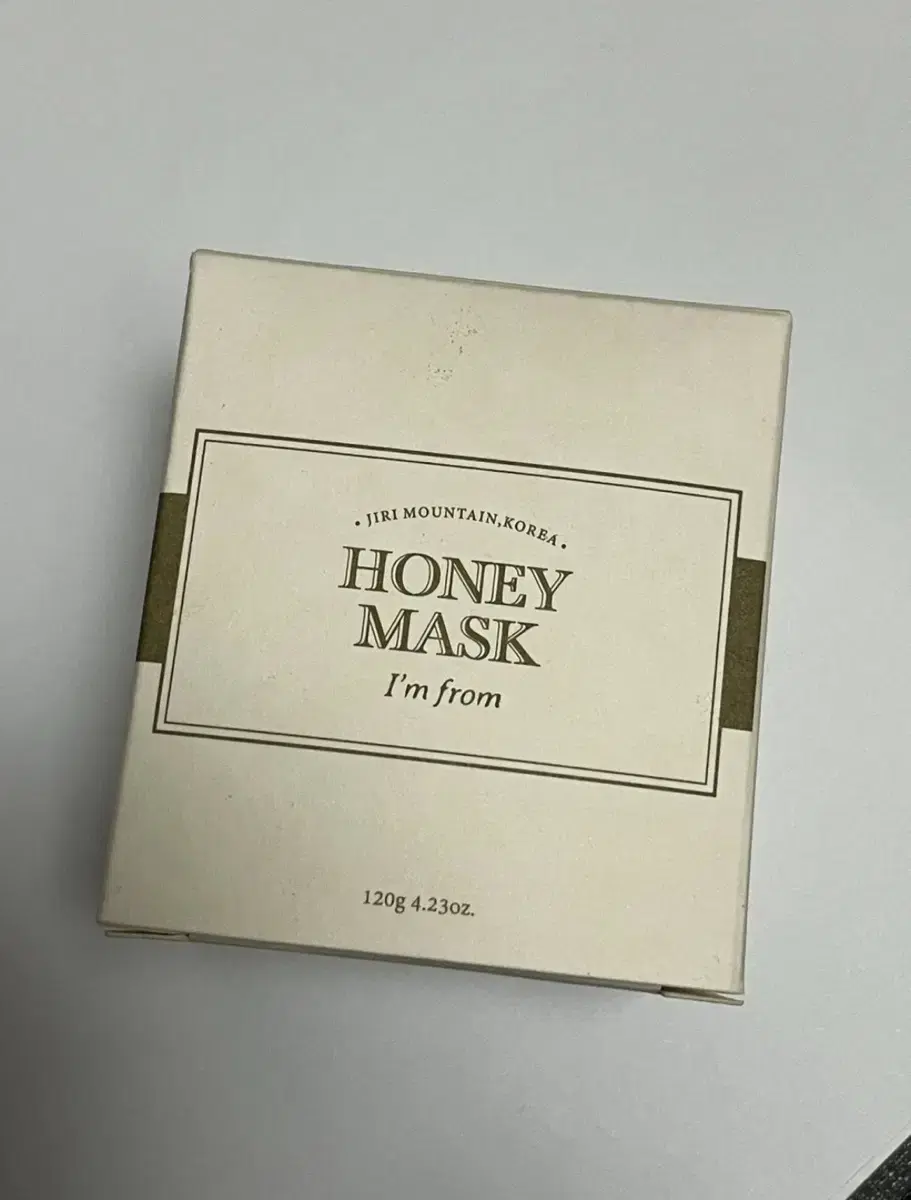 • JIRI MOUNTAIN,KOREA •
HONEY
MASK
I'm from
120g 4.23oz.